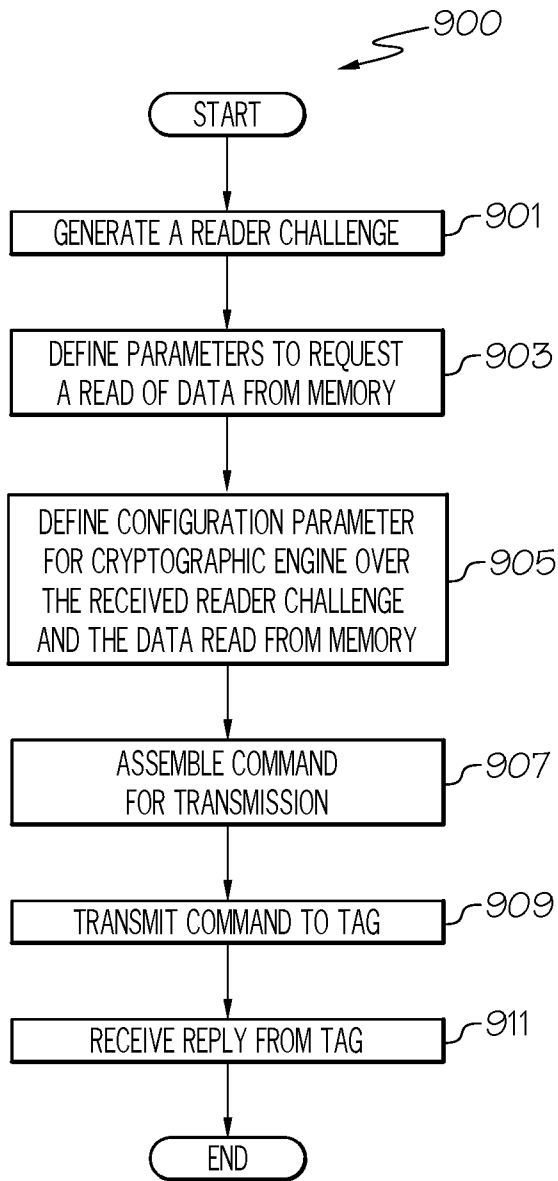 900
START
GENERATE A READER CHALLENGE
901
DEFINE PARAMETERS TO REQUEST
A READ OF DATA FROM MEMORY
903
DEFINE CONFIGURATION PARAMETER
FOR CRYPTOGRAPHIC ENGINE OVER
THE RECEIVED READER CHALLENGE
AND THE DATA READ FROM MEMORY
905
ASSEMBLE COMMAND
FOR TRANSMISSION
907
TRANSMIT COMMAND TO TAG
909
RECEIVE REPLY FROM TAG
911
END